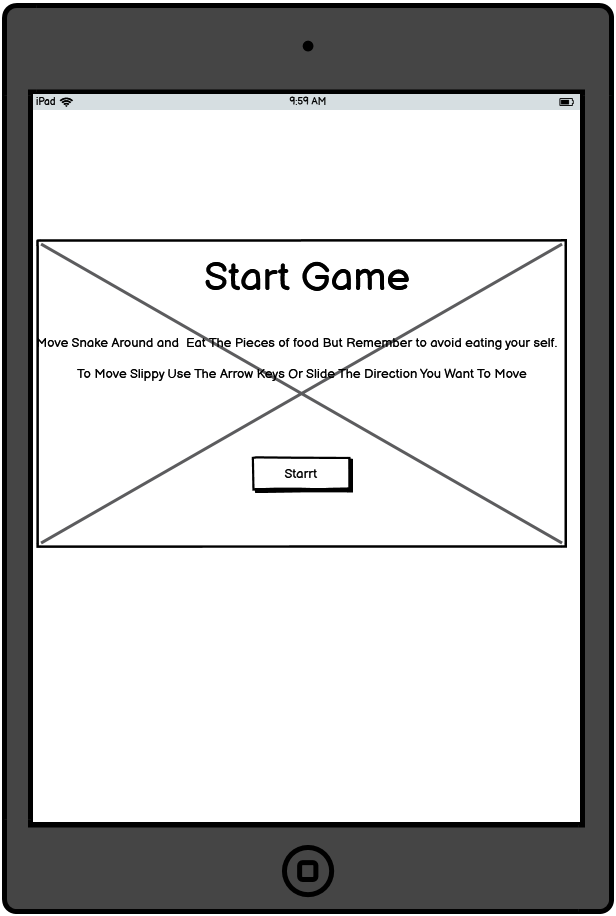 iPad 9:59 AM
Start Game
Move Snake Around and  Eat The Pieces of food But Remember to avoid eating your self.
To Move Slippy Use The Arrow Keys Or Slide The Direction You Want To Move
Starrt